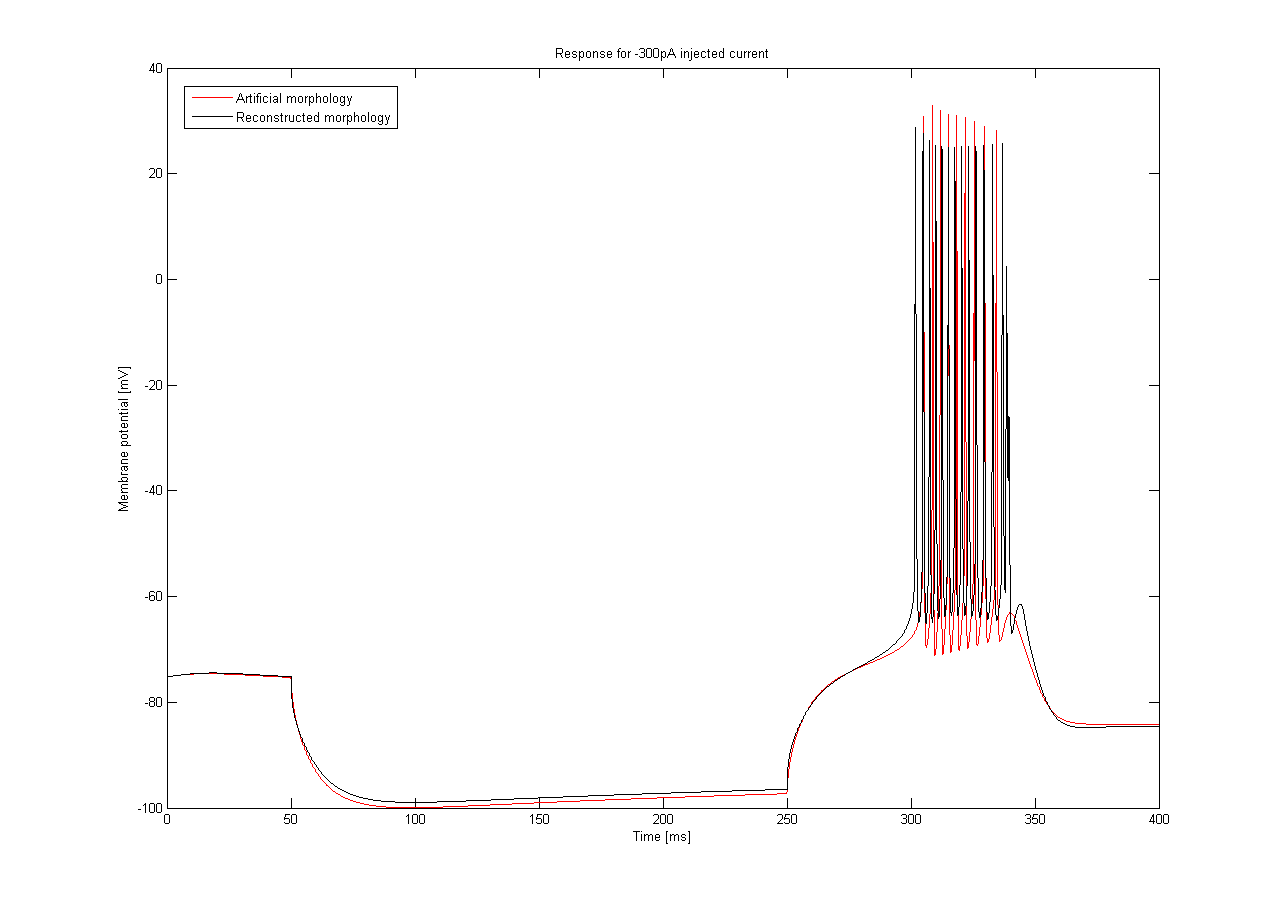 Response for -300pA injected current
40
Artificial morphology
Reconstructed morphology
20
0
-20
Membrane potential [mV]
-40
-60
-80
-100
0 50 100 150 200 250 300 350 400
Time [ms]